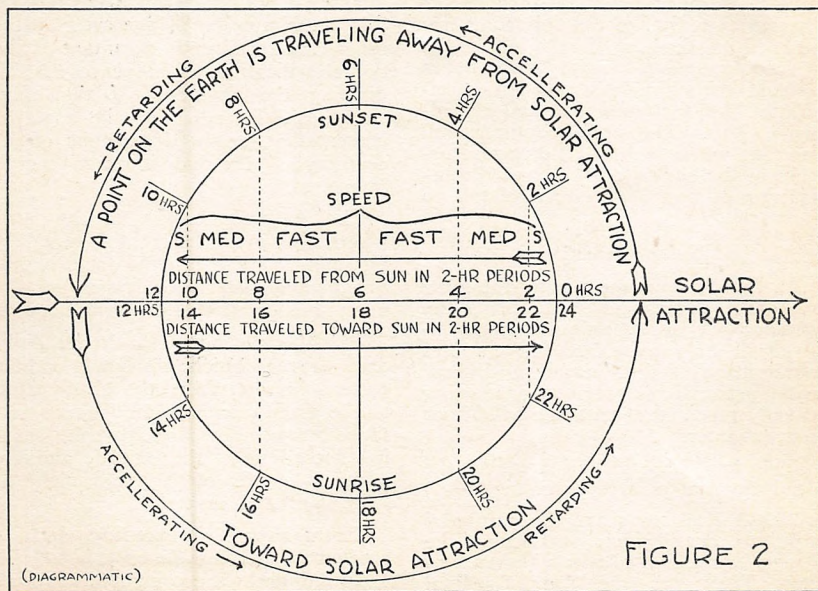 A POINT ON THE EARTH IS TRAVELING AWAY FROM SOLAR ATTRACTION
←RETARDING
←ACCELLERATING
6 HRS
8 HRS
4 HRS
SUNSET
10 HRS
2 HRS
SPEED
S MED FAST FAST MED S
DISTANCE TRAVELED FROM SUN IN 2-HR PERIODS
12 10 8 6 4 2 0 HRS
SOLAR
12 HRS 14 16 18 20 22 24
ATTRACTION
DISTANCE TRAVELED TOWARD SUN IN 2-HR PERIODS
14 HRS
22 HRS
16 HRS
SUNRISE
20 HRS
18 HRS
ACCELLERATING →
RETARDING →
TOWARD SOLAR ATTRACTION
FIGURE 2
(DIAGRAMMATIC)